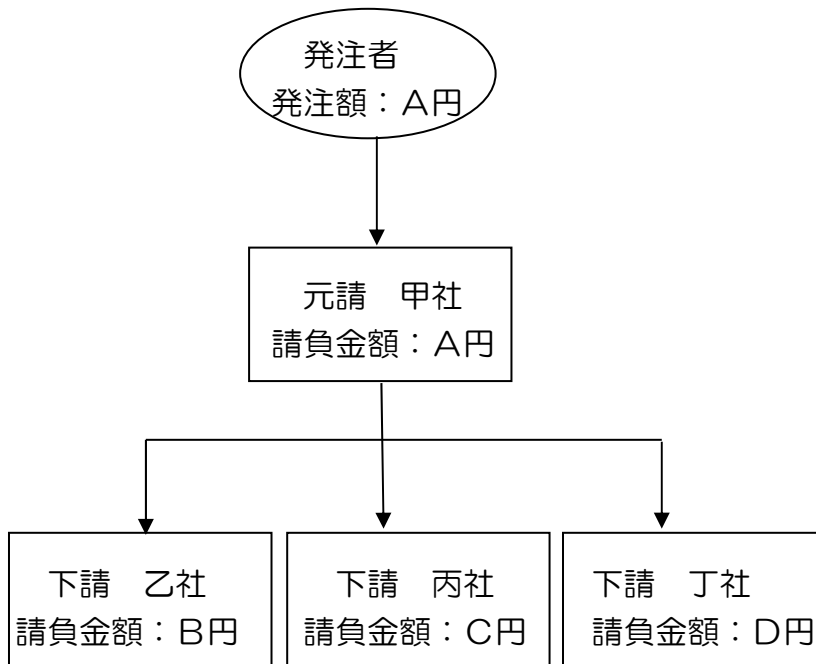 発注者
発注額：Ａ円
元請　甲社
請負金額：Ａ円
下請　乙社
請負金額：Ｂ円
下請　丙社
請負金額：Ｃ円
下請　丁社
請負金額：Ｄ円